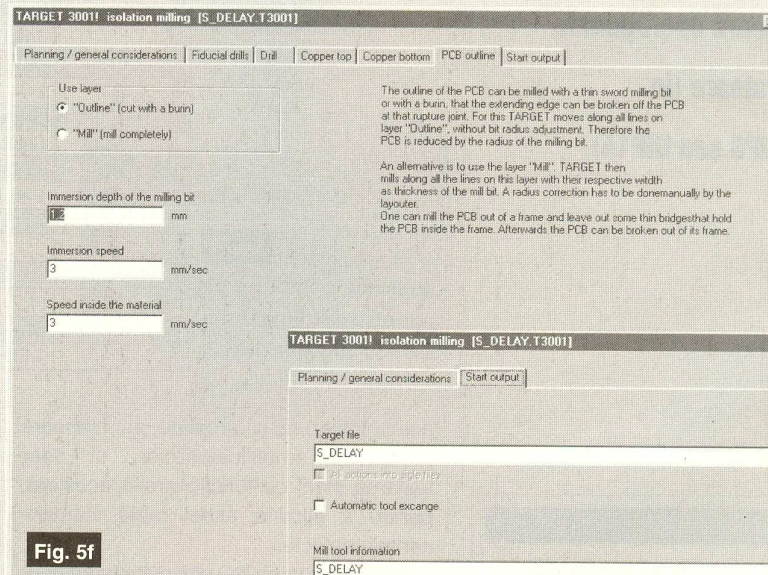 TARGET 3001! isolation milling [S_DELAY.T3001]
Planning / general considerations Fiducial drills Drill Copper top Copper bottom PCB outline Start output
Use layer
"Outline" (cut with a burin)
"Mill" (mill completely)
Immersion depth of the milling bit
1.2 mm
Immersion speed
3 mm/sec
Speed inside the material
3 mm/sec
The outline of the PCB can be milled with a thin sword milling bit
or with a burin, that the extending edge can be broken off the PCB
at that rupture joint. For this TARGET moves along all lines on
layer "Outline", without bit radius adjustment. Therefore the
PCB is reduced by the radius of the milling bit.
An alternative is to use the layer "Mill". TARGET then
mills along all the lines on this layer with their respective witdth
as thickness of the mill bit. A radius correction has to be donemanually by the
layouter.
One can mill the PCB out of a frame and leave out some thin bridgesthat hold
the PCB inside the frame. Afterwards the PCB can be broken out of its frame.
TARGET 3001! isolation milling [S_DELAY.T3001]
Planning / general considerations Start output
Target file
S_DELAY
All actions into
Automatic tool excange
Mill tool information
S_DELAY
Fig. 5f